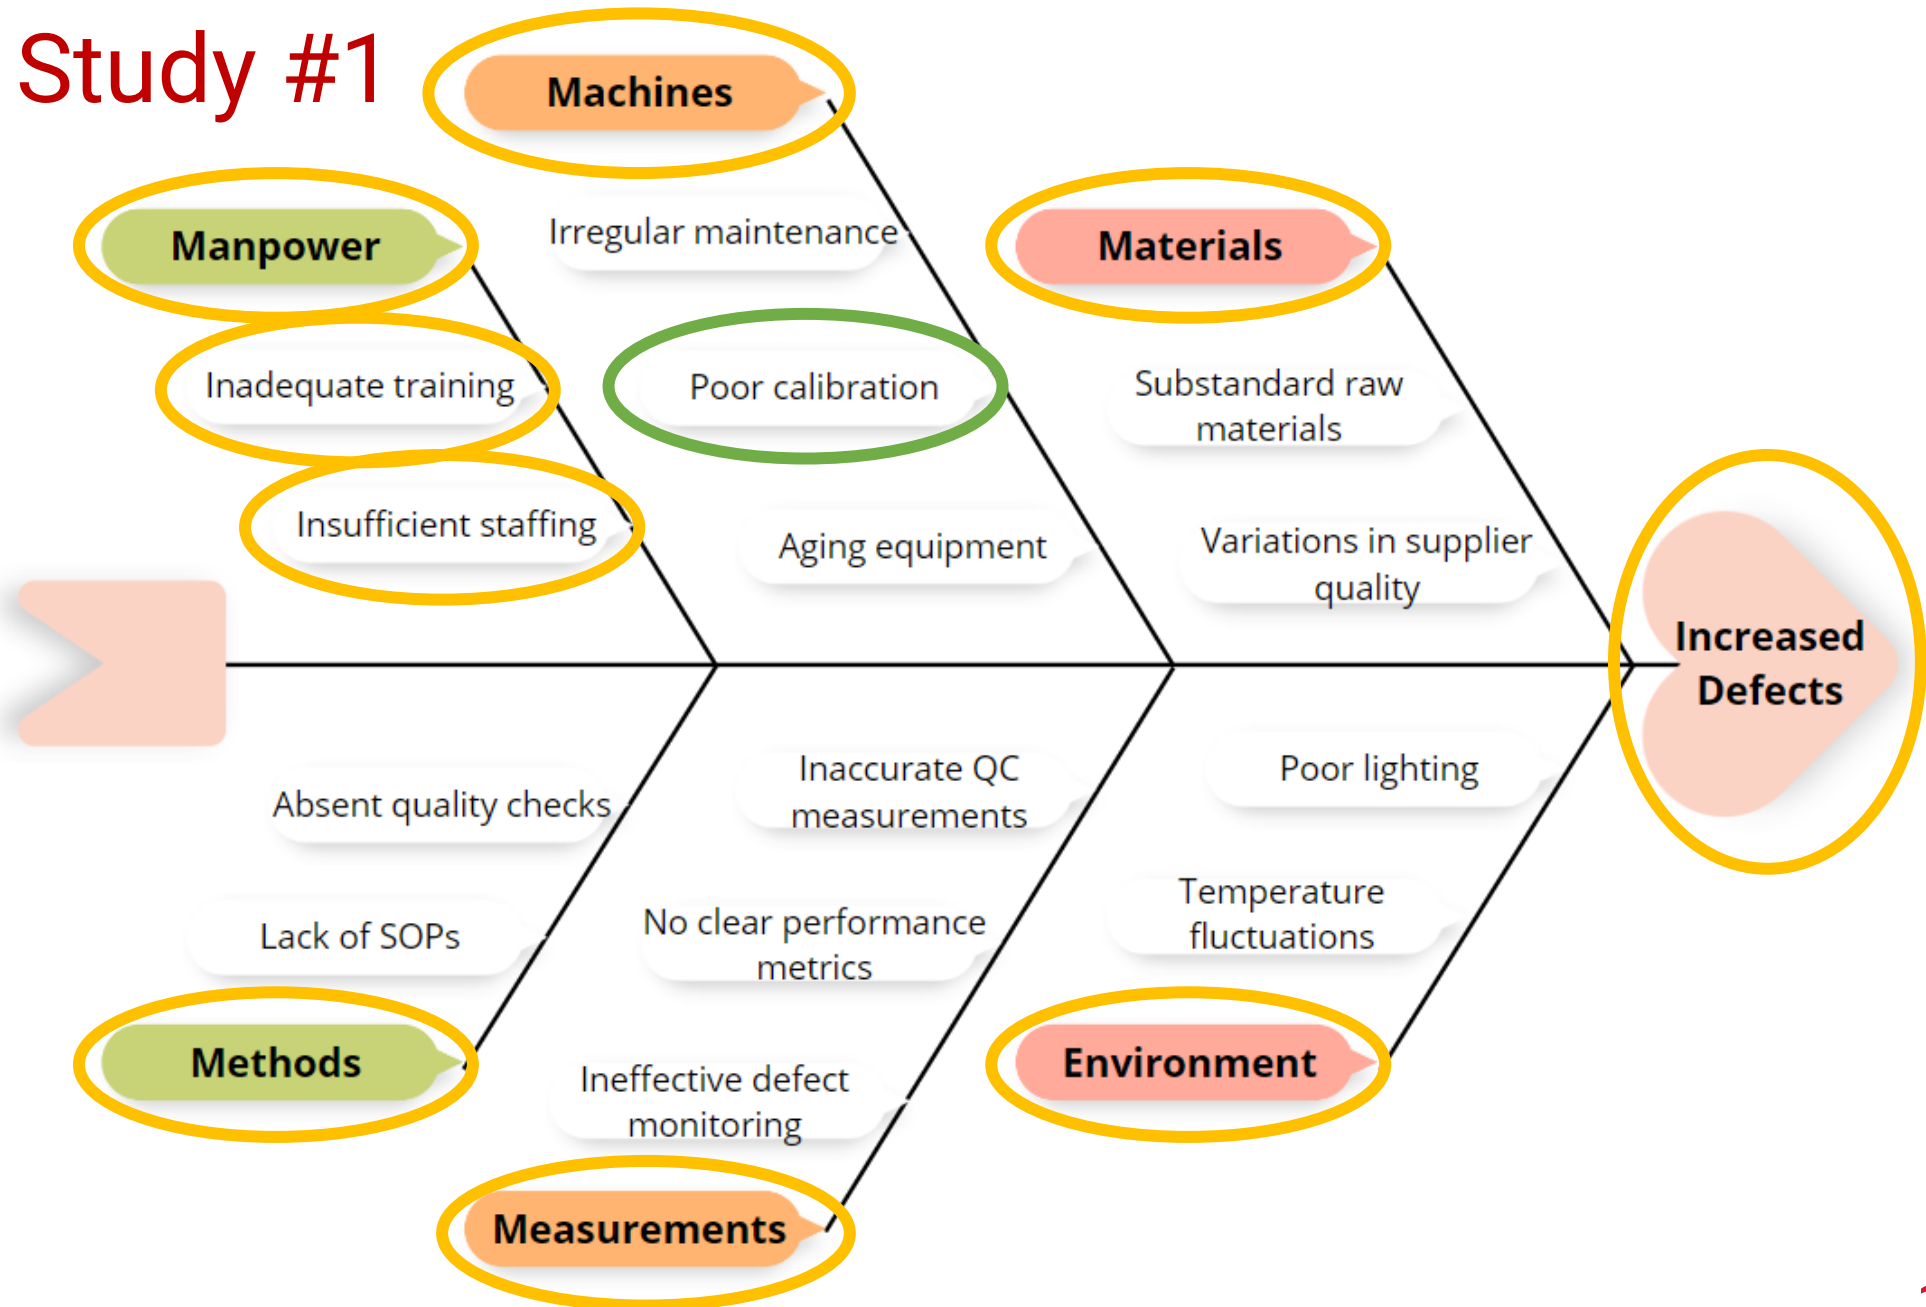 Study #1
Machines
Manpower
Materials
Irregular maintenance
Inadequate training
Poor calibration
Substandard raw
materials
Insufficient staffing
Aging equipment
Variations in supplier
quality
Increased
Defects
Absent quality checks
Inaccurate QC
measurements
Poor lighting
Lack of SOPs
No clear performance
metrics
Temperature
fluctuations
Methods
Ineffective defect
monitoring
Environment
Measurements